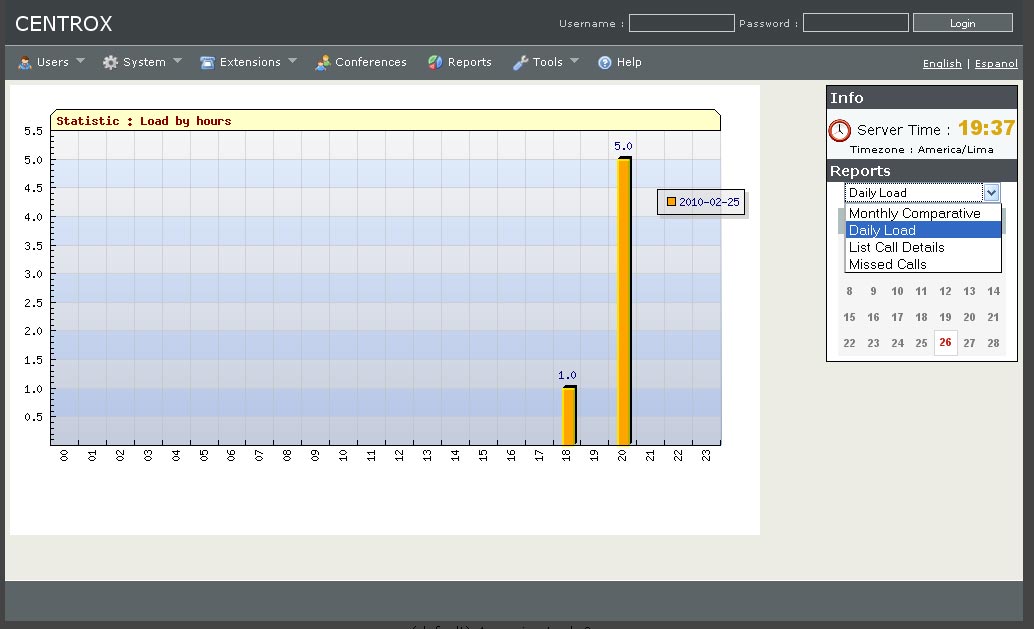 CENTROX
Username :
Password :
Login
Users
System
Extensions
Conferences
Reports
Tools
Help
English | Espanol
Statistic : Load by hours
5.5
5.0
4.5
4.0
3.5
3.0
2.5
2.0
1.5
1.0
0.5
1.0
5.0
2010-02-25
00 01 02 03 04 05 06 07 08 09 10 11 12 13 14 15 16 17 18 19 20 21 22 23
Info
Server Time : 19:37
Timezone : America/Lima
Reports
Daily Load
Monthly Comparative
Daily Load
List Call Details
Missed Calls
8 9 10 11 12 13 14
15 16 17 18 19 20 21
22 23 24 25 26 27 28